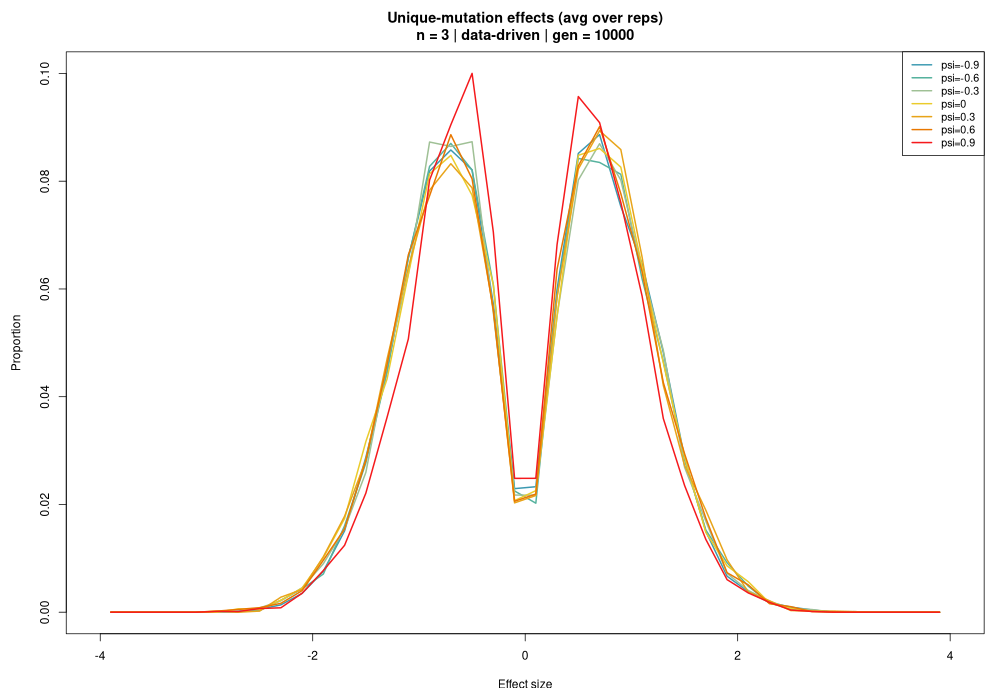 Unique-mutation effects (avg over reps)
n = 3 | data-driven | gen = 10000
psi=-0.9
psi=-0.6
psi=-0.3
psi=0
psi=0.3
psi=0.6
psi=0.9
Proportion
0.10
0.08
0.06
0.04
0.02
0.00
-4 -2 0 2 4
Effect size